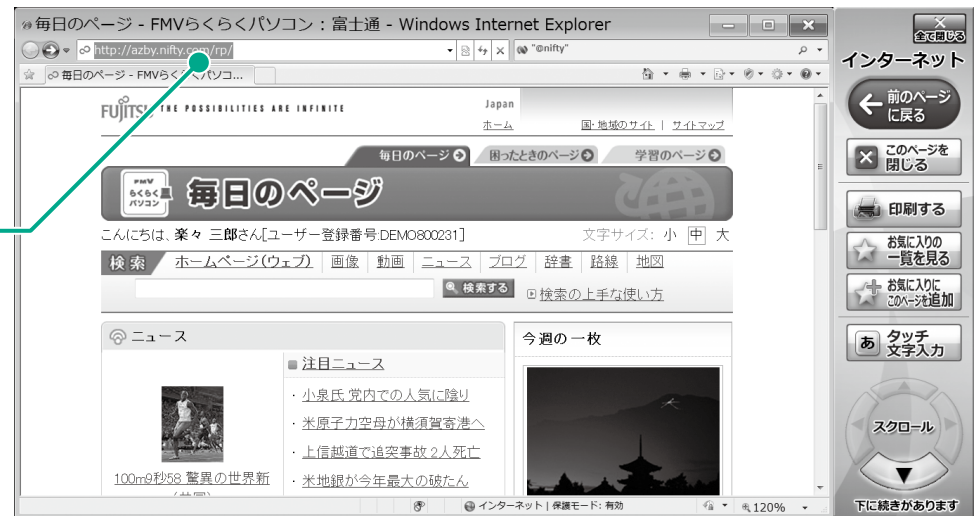 毎日のページ - FMVらくらくパソコン：富士通 - Windows Internet Explorer
http://azby.nifty.com/rp/
"@nifty"
毎日のページ - FMVらくらくパソコ...
FUJITSU THE POSSIBILITIES ARE INFINITE
Japan
ホーム 国・地域のサイト | サイトマップ
毎日のページ 困ったときのページ 学習のページ
FMV
らくらく
パソコン
毎日のページ
こんにちは、楽々 三郎さん[ユーザー登録番号:DEMO800231] 文字サイズ: 小 中 大
検索 ホームページ(ウェブ) | 画像 | 動画 | ニュース | ブログ | 辞書 | 路線 | 地図
検索する 検索の上手な使い方
ニュース
100m9秒58 驚異の世界新
（共同）
注目ニュース
・小泉氏 党内での人気に陰り
・米原子力空母が横須賀寄港へ
・上信越道で追突事故 2人死亡
・米地銀が今年最大の破たん
今週の一枚
インターネット | 保護モード: 有効
120%
全て閉じる
インターネット
前のページ
に戻る
このページを
閉じる
印刷する
お気に入りの
一覧を見る
お気に入りに
このページを追加
あ タッチ
文字入力
スクロール
下に続きがあります